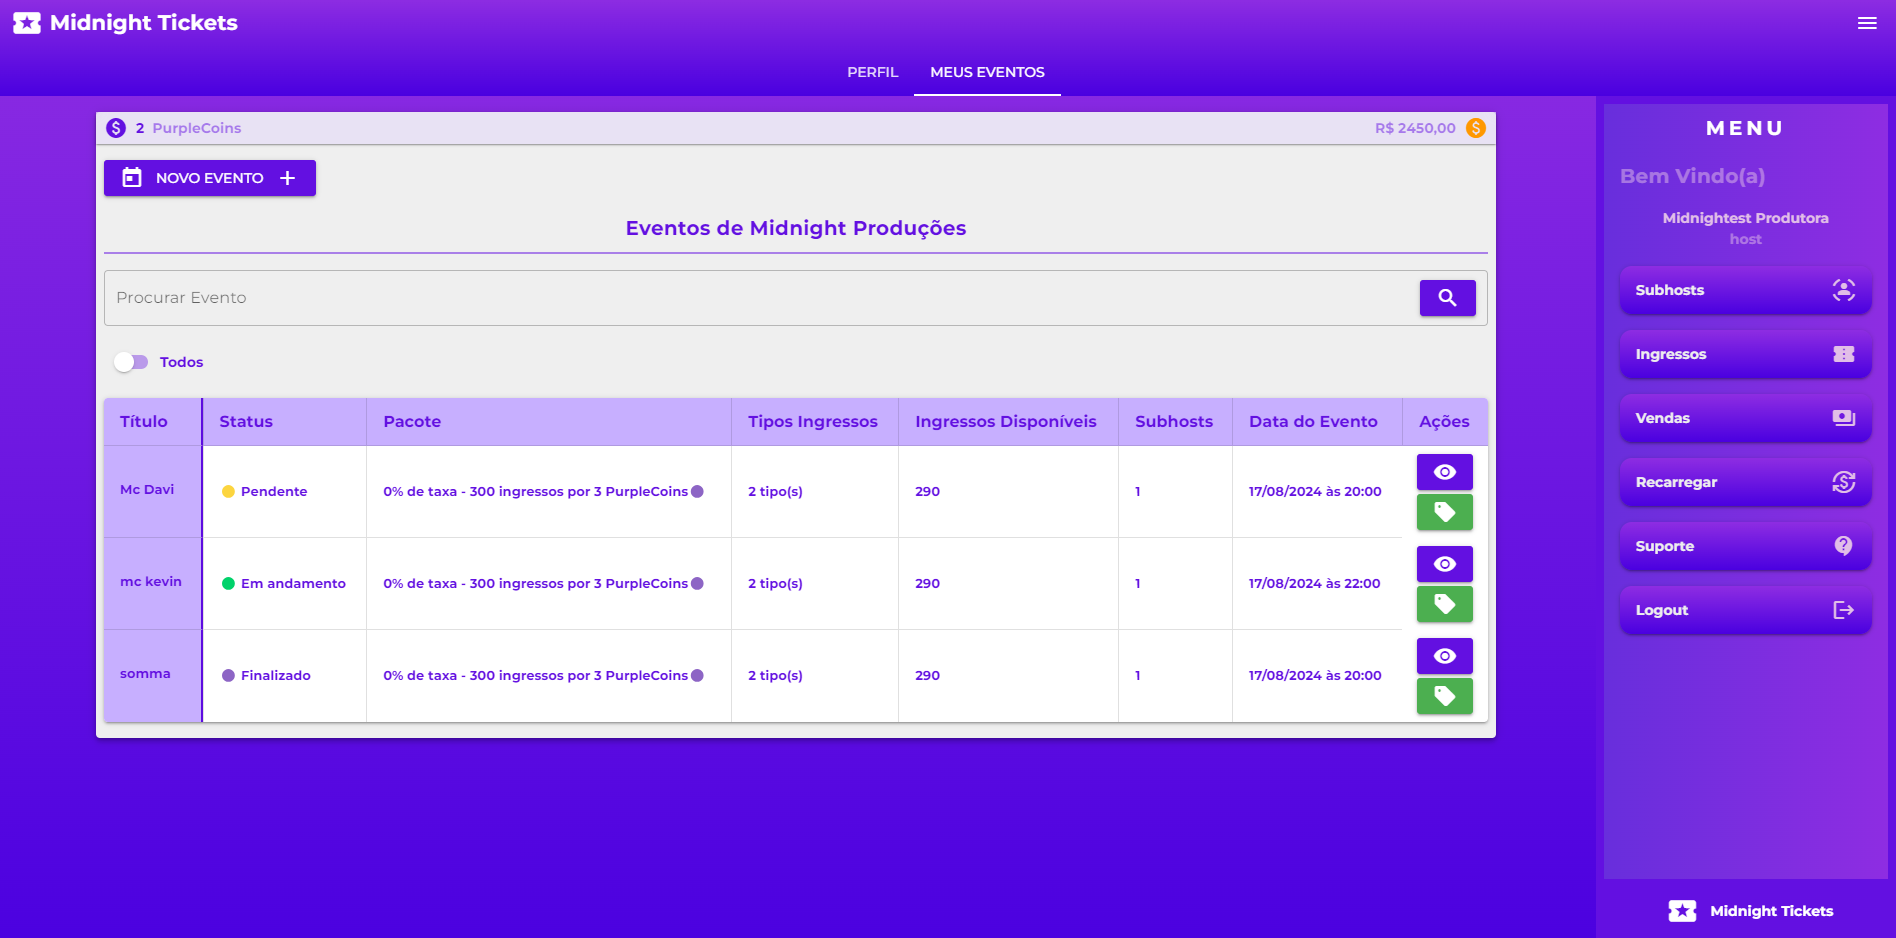 Midnight Tickets
PERFIL MEUS EVENTOS
2 PurpleCoins R$ 2450,00
NOVO EVENTO
Eventos de Midnight Produções
Procurar Evento
Todos
Título Status Pacote Tipos Ingressos Ingressos Disponíveis Subhosts Data do Evento Ações
Mc Davi Pendente 0% de taxa - 300 ingressos por 3 PurpleCoins 2 tipo(s) 290 1 17/08/2024 às 20:00
mc kevin Em andamento 0% de taxa - 300 ingressos por 3 PurpleCoins 2 tipo(s) 290 1 17/08/2024 às 22:00
somma Finalizado 0% de taxa - 300 ingressos por 3 PurpleCoins 2 tipo(s) 290 1 17/08/2024 às 20:00
MENU
Bem Vindo(a)
Midnightest Produtora
host
Subhosts
Ingressos
Vendas
Recarregar
Suporte
Logout
Midnight Tickets